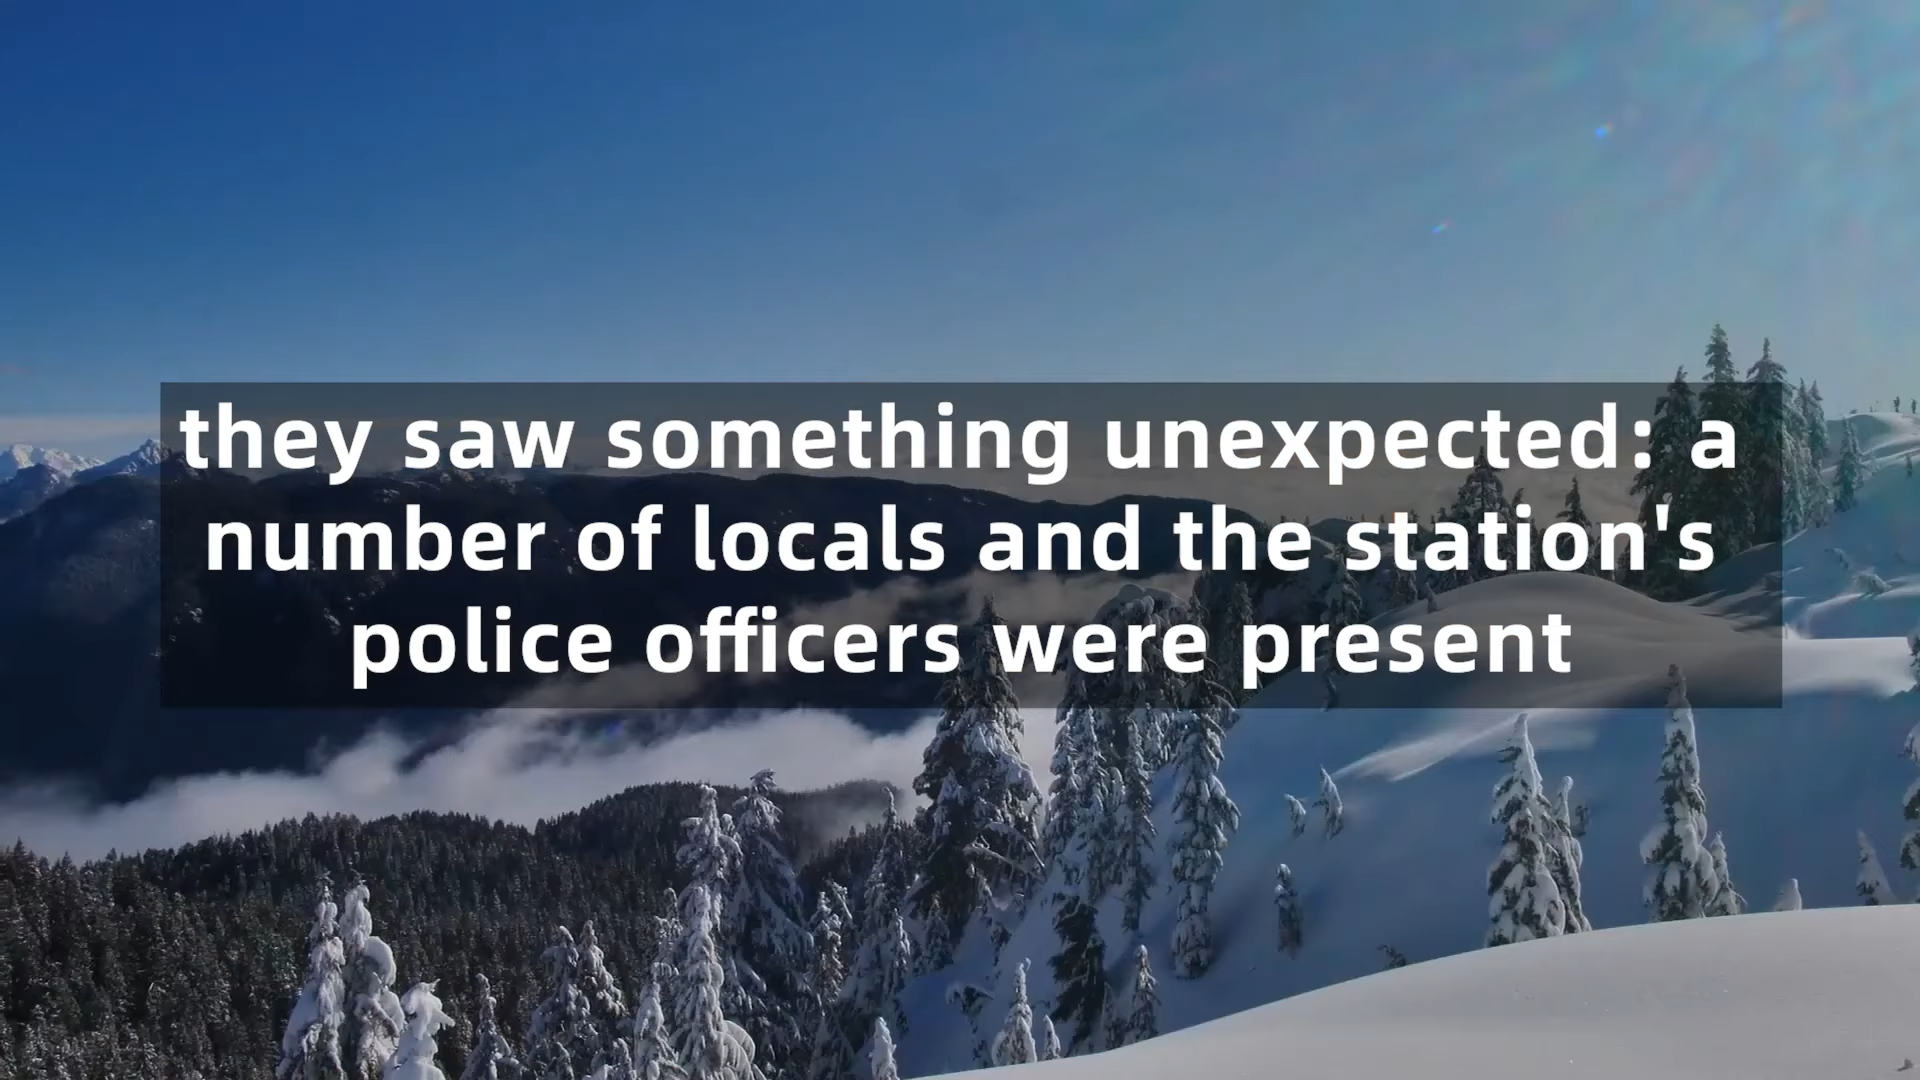 they saw something unexpected: a
number of locals and the station's
police officers were present